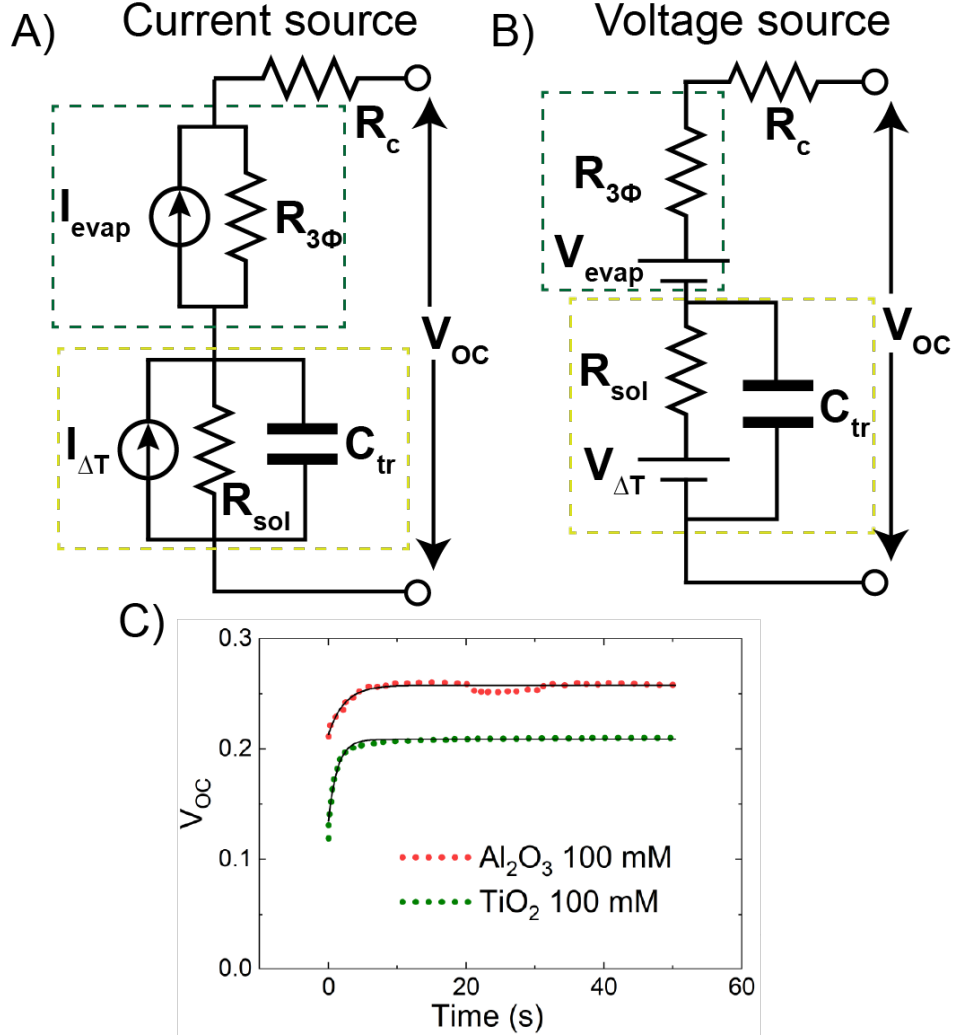 A) Current source
B) Voltage source
R_c
I_evap
R_3Φ
V_OC
I_ΔT
R_sol
C_tr
R_c
R_3Φ
V_evap
V_OC
R_sol
C_tr
V_ΔT
C)
0.3
0.2
0.1
0.0
V_OC
Al₂O₃ 100 mM
TiO₂ 100 mM
0 20 40 60
Time (s)